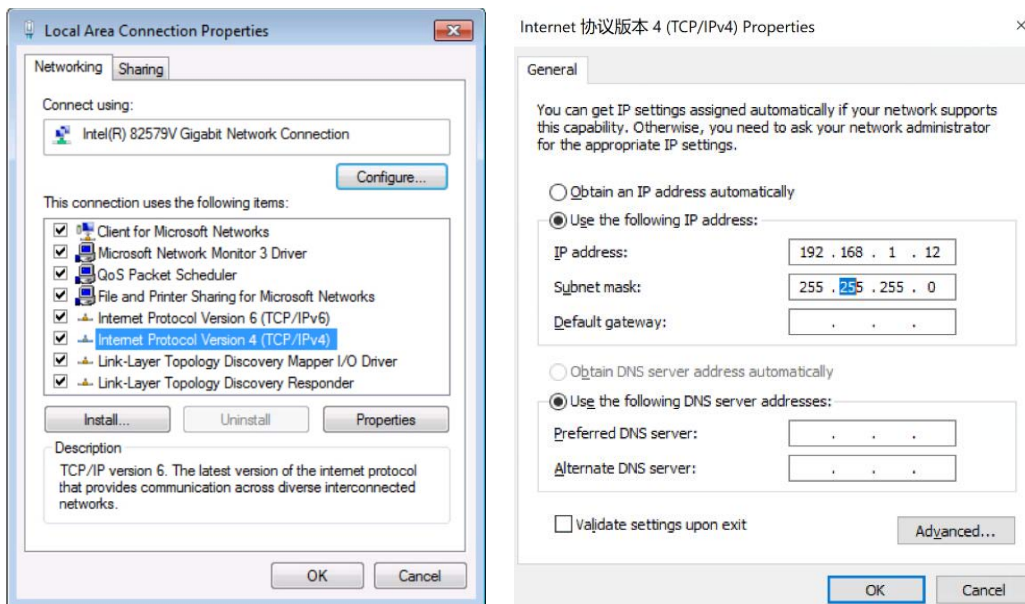 Local Area Connection Properties
Networking
Sharing
Connect using:
Intel(R) 82579V Gigabit Network Connection
Configure...
This connection uses the following items:
Client for Microsoft Networks
Microsoft Network Monitor 3 Driver
QoS Packet Scheduler
File and Printer Sharing for Microsoft Networks
Internet Protocol Version 6 (TCP/IPv6)
Internet Protocol Version 4 (TCP/IPv4)
Link-Layer Topology Discovery Mapper I/O Driver
Link-Layer Topology Discovery Responder
Install...
Uninstall
Properties
Description
TCP/IP version 6. The latest version of the internet protocol
that provides communication across diverse interconnected
networks.
OK
Cancel
Internet 协议版本 4 (TCP/IPv4) Properties
General
You can get IP settings assigned automatically if your network supports
this capability. Otherwise, you need to ask your network administrator
for the appropriate IP settings.
Obtain an IP address automatically
Use the following IP address:
IP address: 192 . 168 . 1 . 12
Subnet mask: 255 . 255 . 255 . 0
Default gateway: . . .
Obtain DNS server address automatically
Use the following DNS server addresses:
Preferred DNS server: . . .
Alternate DNS server: . . .
Validate settings upon exit
Advanced...
OK
Cancel